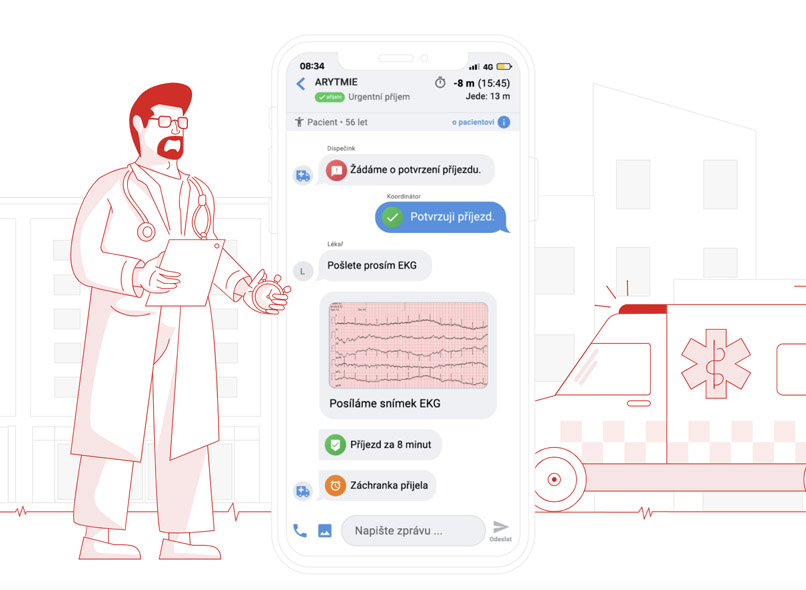 08:34
4G
ARYTMIE
-8 m (15:45)
přijato Urgentní příjem
Jede: 13 m
Pacient • 56 let
o pacientovi
Dispečink
Žádáme o potvrzení příjezdu.
Koordinátor
Potvrzuji příjezd.
Lékař
L
Pošlete prosím EKG
Posíláme snímek EKG
Příjezd za 8 minut
Záchranka přijela
Napište zprávu ...
Odeslat